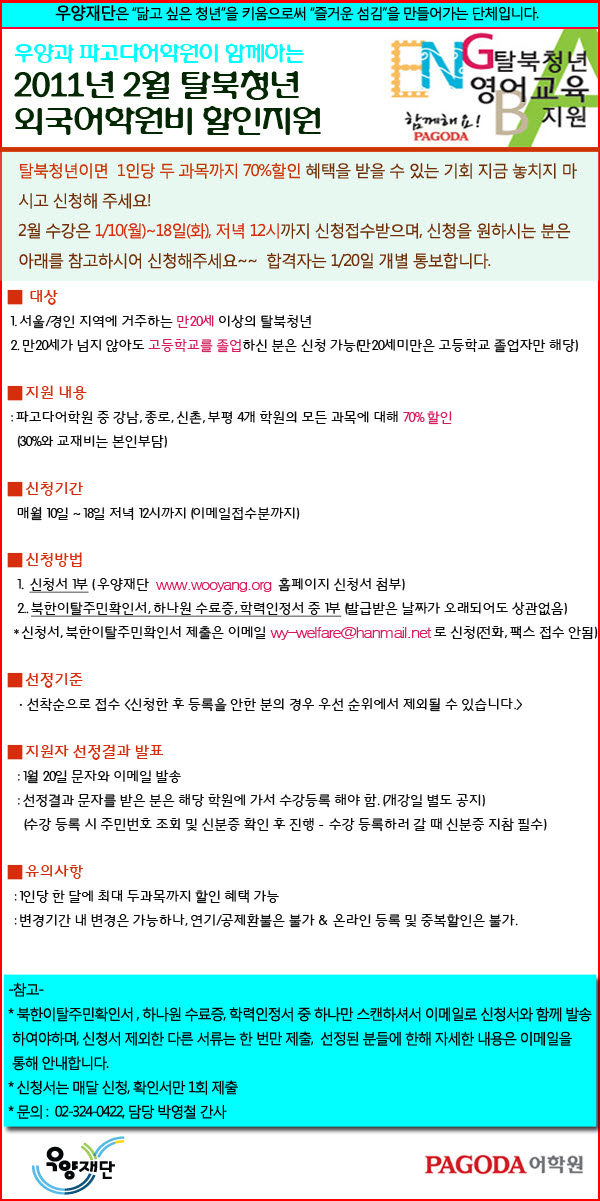 우양재단은 "닮고 싶은 청년"을 키움으로써 "즐거운 섬김"을 만들어가는 단체입니다.
우양과 파고다어학원이 함께하는
2011년 2월 탈북청년
외국어학원비 할인지원
ENG
탈북청년
영어교육
BA
지원
함께해요!
PAGODA
탈북청년이면 1인당 두 과목까지 70%할인 혜택을 받을 수 있는 기회 지금 놓치지 마
시고 신청해 주세요!
2월 수강은 1/10(월)~18일(화), 저녁 12시까지 신청접수받으며, 신청을 원하시는 분은
아래를 참고하시어 신청해주세요~~ 합격자는 1/20일 개별 통보합니다.
■ 대상
1. 서울/경인 지역에 거주하는 만20세 이상의 탈북청년
2. 만20세가 넘지 않아도 고등학교를 졸업하신 분은 신청 가능(만20세미만은 고등학교 졸업자만 해당)
■ 지원 내용
: 파고다어학원 중 강남, 종로, 신촌, 부평 4개 학원의 모든 과목에 대해 70% 할인
(30%와 교재비는 본인부담)
■ 신청기간
매월 10일 ~ 18일 저녁 12시까지 (이메일접수분까지)
■ 신청방법
1. 신청서 1부 ( 우양재단 www.wooyang.org 홈페이지 신청서 첨부)
2.. 북한이탈주민확인서, 하나원 수료증, 학력인정서 중 1부 (발급받은 날짜가 오래되어도 상관없음)
* 신청서, 북한이탈주민확인서 제출은 이메일 wy-welfare@hanmail.net 로 신청(전화, 팩스 접수 안됨)
■ 선정기준
· 선착순으로 접수 <신청한 후 등록을 안한 분의 경우 우선 순위에서 제외될 수 있습니다.>
■ 지원자 선정결과 발표
: 1월 20일 문자와 이메일 발송
: 선정결과 문자를 받은 분은 해당 학원에 가서 수강등록 해야 함. (개강일 별도 공지)
(수강 등록 시 주민번호 조회 및 신분증 확인 후 진행 - 수강 등록하러 갈 때 신분증 지참 필수)
■ 유의사항
: 1인당 한 달에 최대 두과목까지 할인 혜택 가능
: 변경기간 내 변경은 가능하나, 연기/공제환불은 불가 & 온라인 등록 및 중복할인은 불가.
-참고-
* 북한이탈주민확인서 , 하나원 수료증, 학력인정서 중 하나만 스캔하셔서 이메일로 신청서와 함께 발송
하여야하며, 신청서 제외한 다른 서류는 한 번만 제출, 선정된 분들에 한해 자세한 내용은 이메일을
통해 안내합니다.
* 신청서는 매달 신청, 확인서만 1회 제출
* 문의 : 02-324-0422, 담당 박영철 간사
우양재단
PAGODA어학원